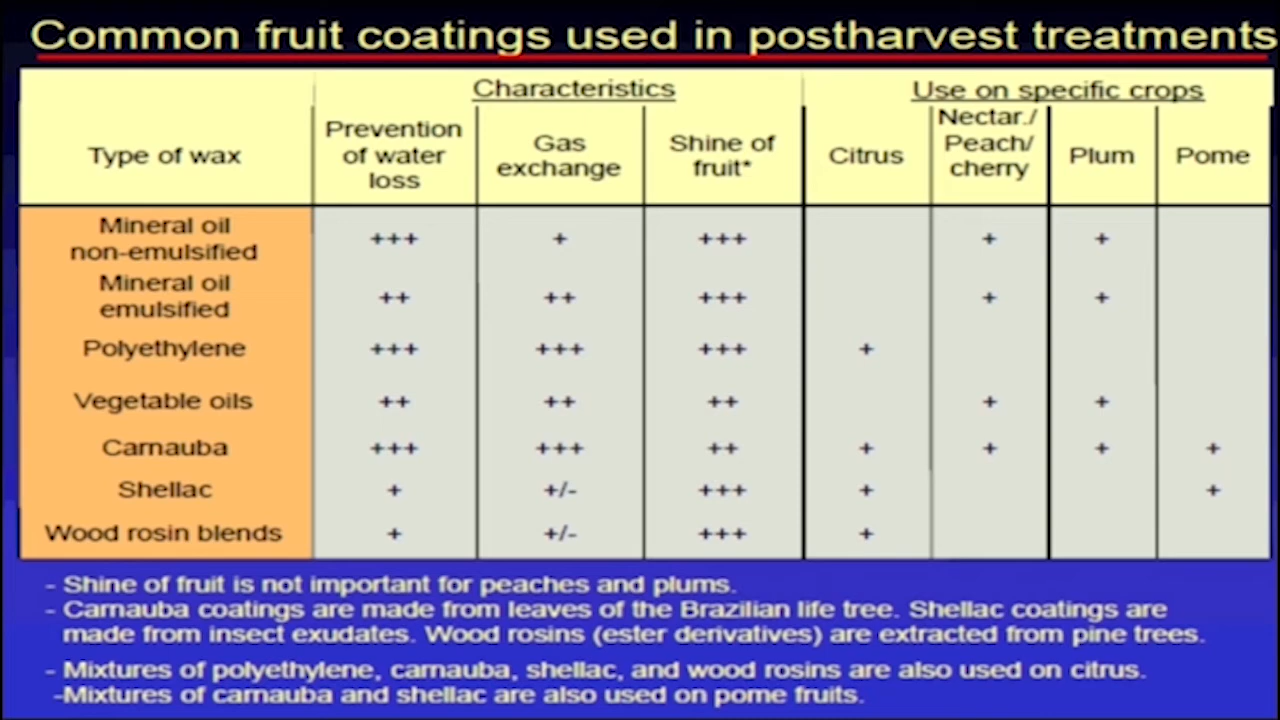 Common fruit coatings used in postharvest treatments
Characteristics Use on specific crops
Type of wax Prevention of water loss Gas exchange Shine of fruit* Citrus Nectar./ Peach/ cherry Plum Pome
Mineral oil non-emulsified +++ + +++ + +
Mineral oil emulsified ++ ++ +++ + +
Polyethylene +++ +++ +++ +
Vegetable oils ++ ++ ++ + +
Carnauba +++ +++ ++ + + + +
Shellac + +/- +++ + +
Wood rosin blends + +/- +++ +
- Shine of fruit is not important for peaches and plums.
- Carnauba coatings are made from leaves of the Brazilian life tree. Shellac coatings are
made from insect exudates. Wood rosins (ester derivatives) are extracted from pine trees.
- Mixtures of polyethylene, carnauba, shellac, and wood rosins are also used on citrus.
-Mixtures of carnauba and shellac are also used on pome fruits.